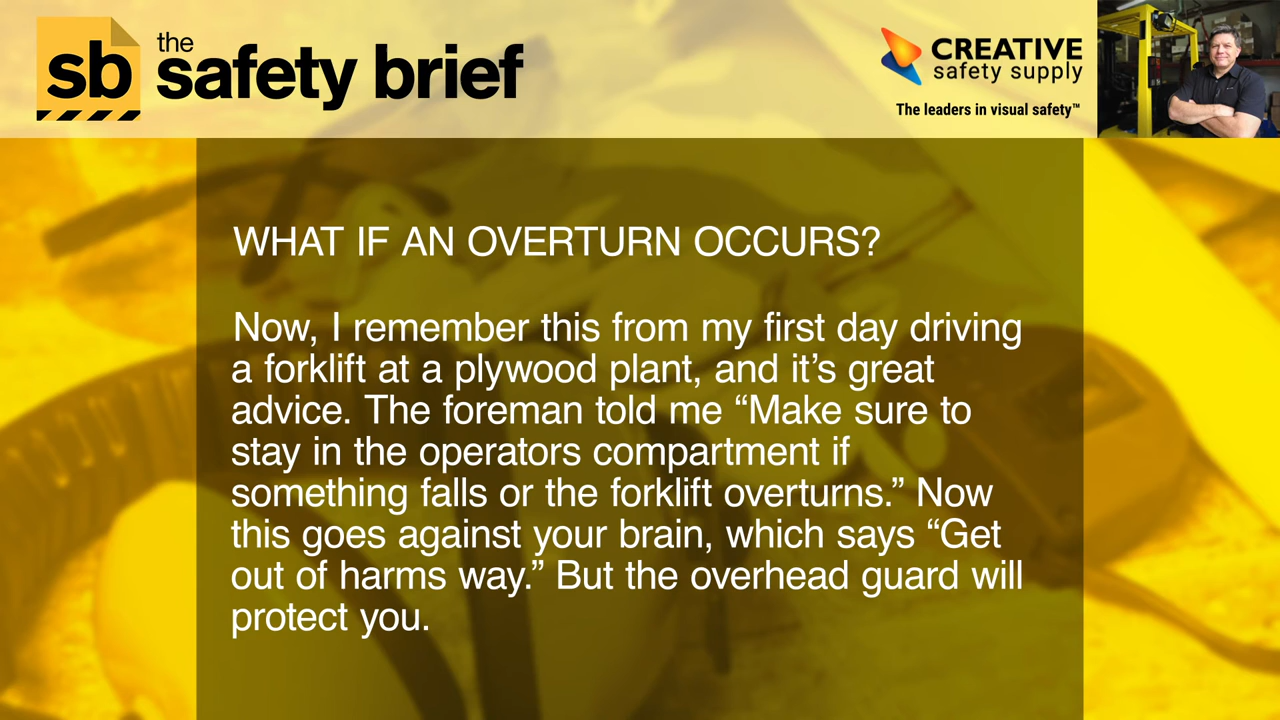 sb
the
safety brief
CREATIVE
safety supply
The leaders in visual safety™
WHAT IF AN OVERTURN OCCURS?
Now, I remember this from my first day driving
a forklift at a plywood plant, and it’s great
advice. The foreman told me “Make sure to
stay in the operators compartment if
something falls or the forklift overturns.” Now
this goes against your brain, which says “Get
out of harms way.” But the overhead guard will
protect you.